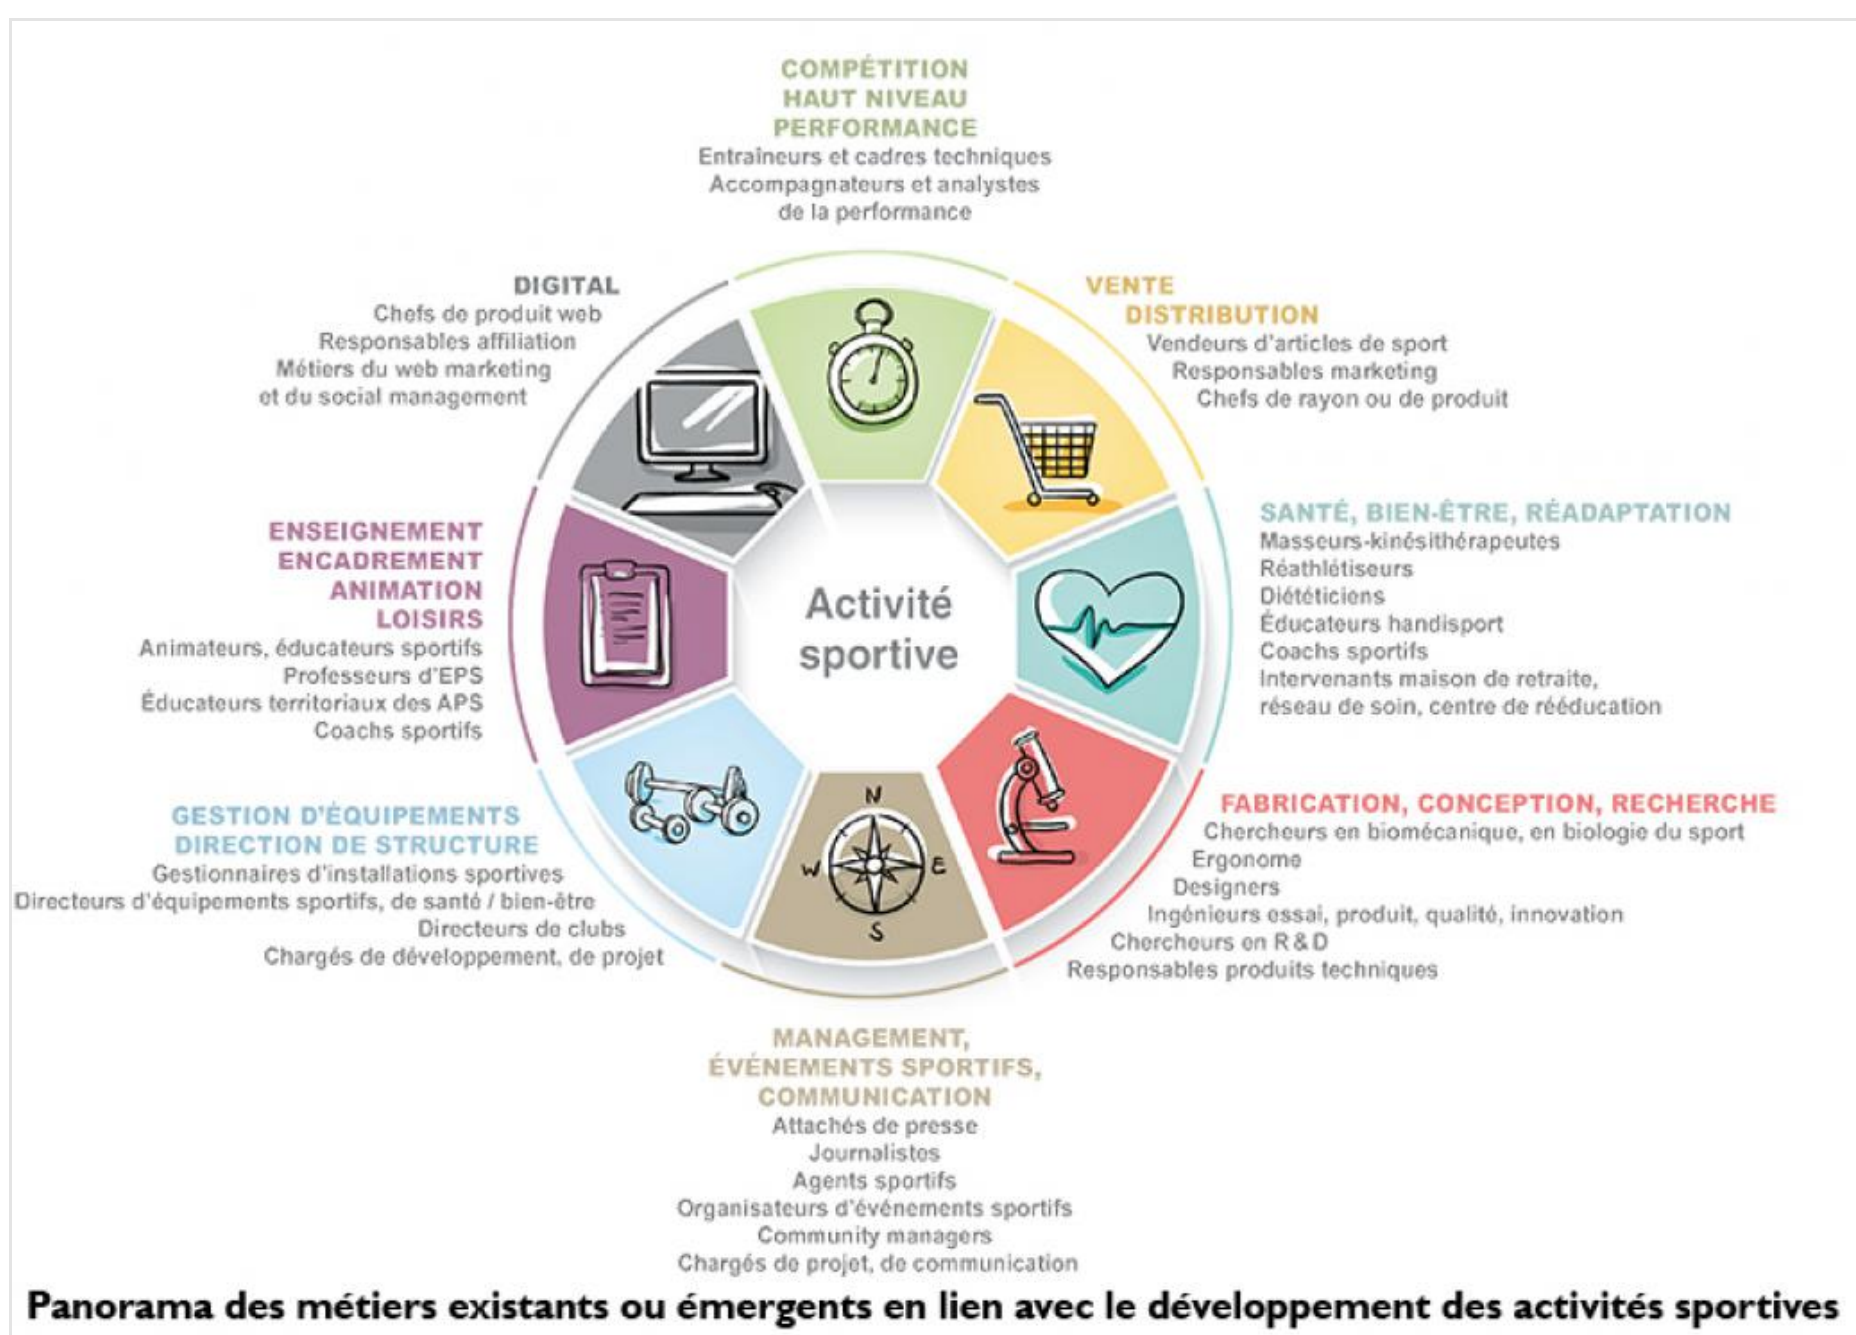 COMPÉTITION
HAUT NIVEAU
PERFORMANCE
Entraîneurs et cadres techniques
Accompagnateurs et analystes
de la performance
DIGITAL
Chefs de produit web
Responsables affiliation
Métiers du web marketing
et du social management
VENTE
DISTRIBUTION
Vendeurs d'articles de sport
Responsables marketing
Chefs de rayon ou de produit
SANTÉ, BIEN-ÊTRE, RÉADAPTATION
Masseurs-kinésithérapeutes
Réathlétiseurs
Diététiciens
Éducateurs handisport
Coachs sportifs
Intervenants maison de retraite,
réseau de soin, centre de rééducation
ENSEIGNEMENT
ENCADREMENT
ANIMATION
LOISIRS
Animateurs, éducateurs sportifs
Professeurs d'EPS
Éducateurs territoriaux des APS
Coachs sportifs
Activité
sportive
FABRICATION, CONCEPTION, RECHERCHE
Chercheurs en biomécanique, en biologie du sport
Ergonome
Designers
Ingénieurs essai, produit, qualité, innovation
Chercheurs en R & D
Responsables produits techniques
GESTION D'ÉQUIPEMENTS
DIRECTION DE STRUCTURE
Gestionnaires d'installations sportives
Directeurs d'équipements sportifs, de santé / bien-être
Directeurs de clubs
Chargés de développement, de projet
N
W E
S
MANAGEMENT,
ÉVÉNEMENTS SPORTIFS,
COMMUNICATION
Attachés de presse
Journalistes
Agents sportifs
Organisateurs d'événements sportifs
Community managers
Chargés de projet, de communication
Panorama des métiers existants ou émergents en lien avec le développement des activités sportives